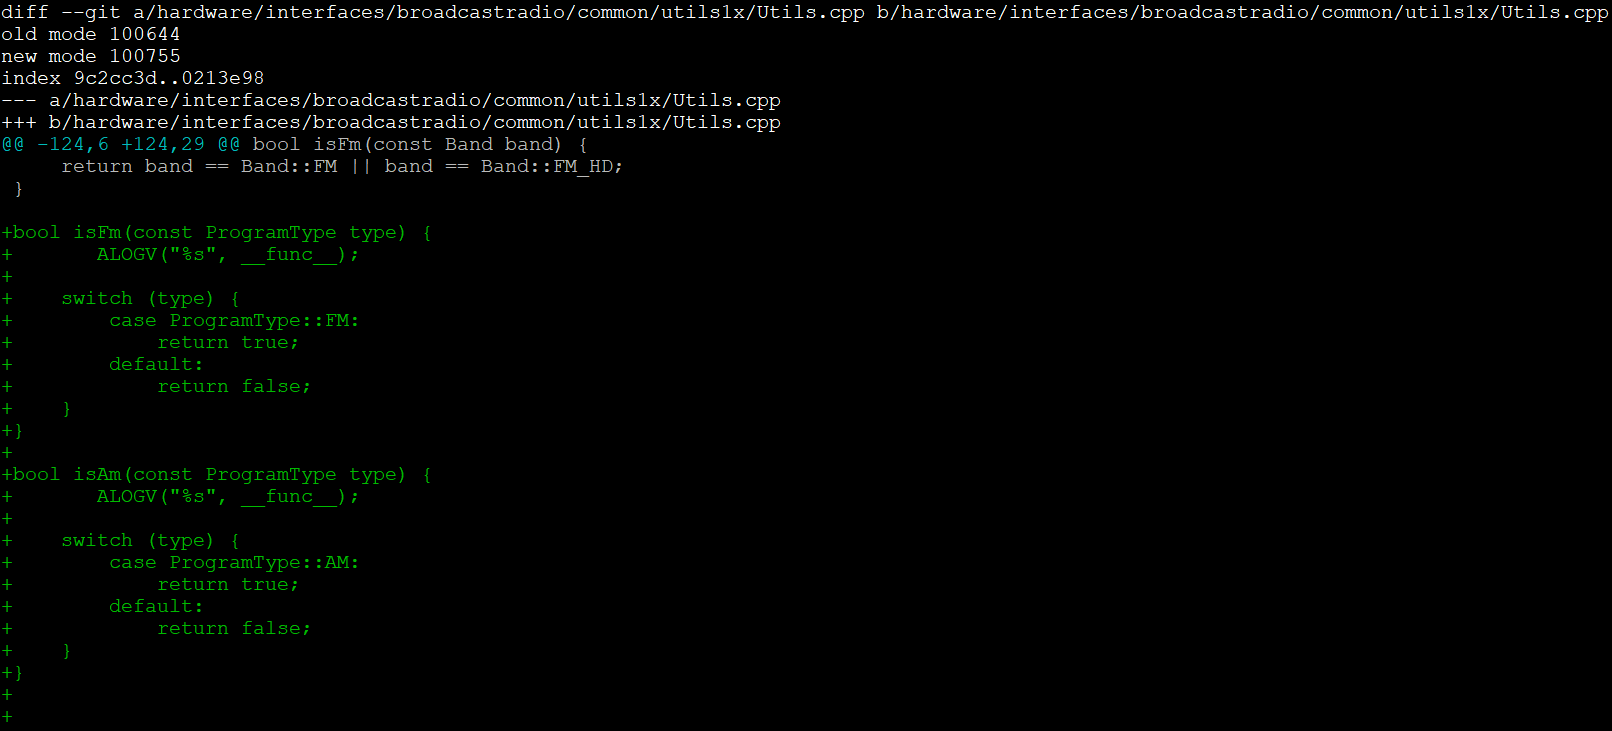 diff --git a/hardware/interfaces/broadcastradio/common/utils1x/Utils.cpp b/hardware/interfaces/broadcastradio/common/utils1x/Utils.cpp
old mode 100644
new mode 100755
index 9c2cc3d..0213e98
--- a/hardware/interfaces/broadcastradio/common/utils1x/Utils.cpp
+++ b/hardware/interfaces/broadcastradio/common/utils1x/Utils.cpp
@@ -124,6 +124,29 @@ bool isFm(const Band band) {
     return band == Band::FM || band == Band::FM_HD;
 }

+bool isFm(const ProgramType type) {
+       ALOGV("%s", __func__);
+
+    switch (type) {
+        case ProgramType::FM:
+            return true;
+        default:
+            return false;
+    }
+}
+
+bool isAm(const ProgramType type) {
+       ALOGV("%s", __func__);
+
+    switch (type) {
+        case ProgramType::AM:
+            return true;
+        default:
+            return false;
+    }
+}
+
+